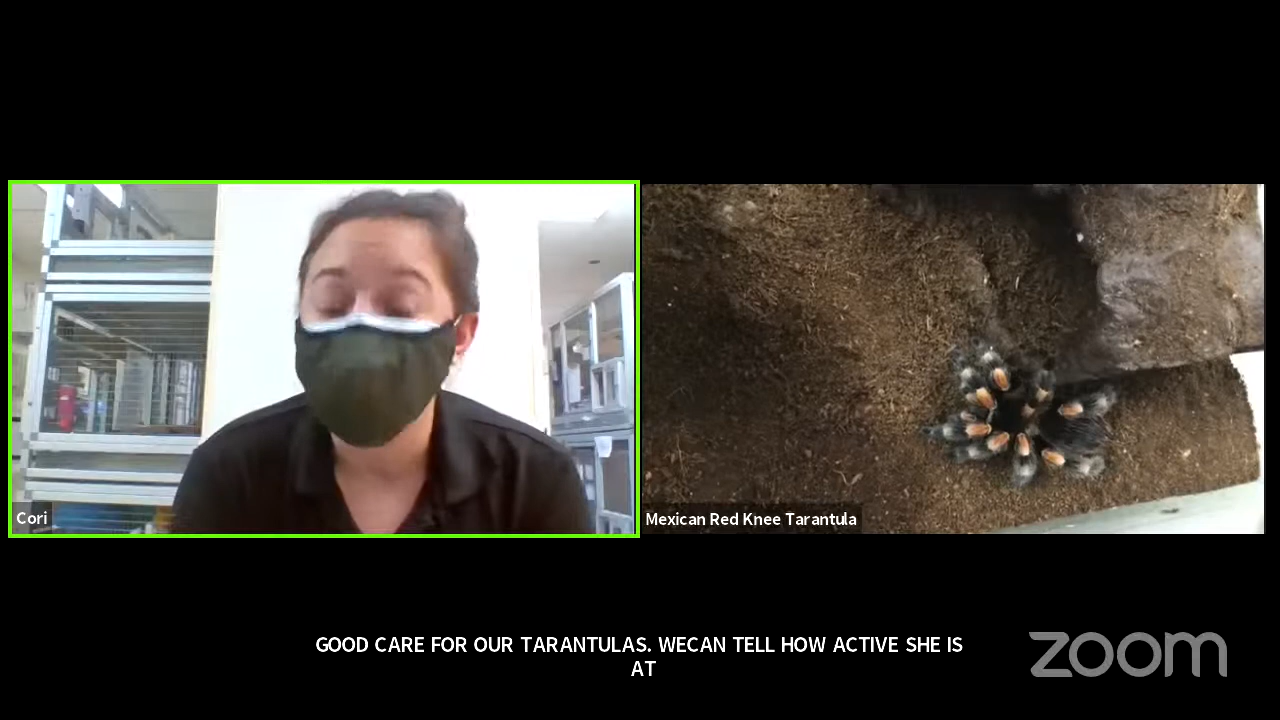 Cori
Mexican Red Knee Tarantula
GOOD CARE FOR OUR TARANTULAS. WECAN TELL HOW ACTIVE SHE IS
AT
zoom